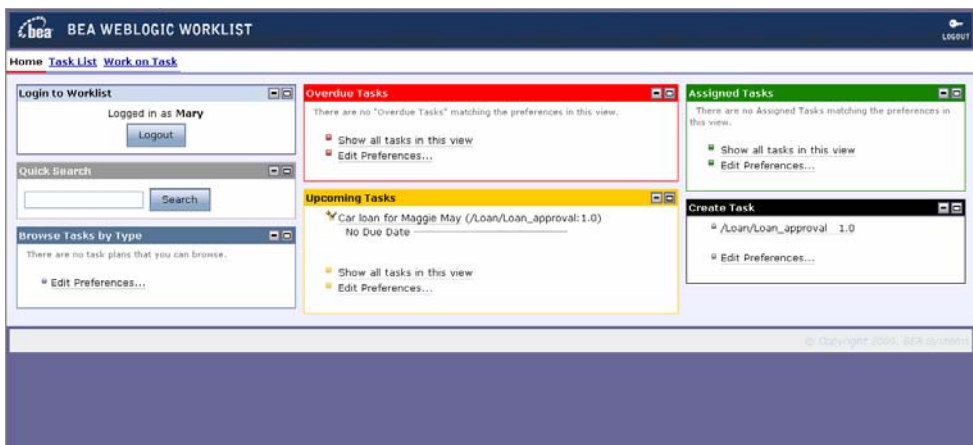 bea BEA WEBLOGIC WORKLIST
LOGOUT
Home Task List Work on Task
Login to Worklist
Logged in as Mary
Logout
Quick Search
Search
Browse Tasks by Type
There are no task plans that you can browse.
Edit Preferences...
Overdue Tasks
There are no "Overdue Tasks" matching the preferences in this view.
Show all tasks in this view
Edit Preferences...
Upcoming Tasks
Car loan for Maggie May (/Loan/Loan_approval:1.0)
No Due Date
Show all tasks in this view
Edit Preferences...
Assigned Tasks
There are no Assigned Tasks matching the preferences in
this view.
Show all tasks in this view
Edit Preferences...
Create Task
/Loan/Loan_approval 1.0
Edit Preferences...
© Copyright 2005, BEA Systems